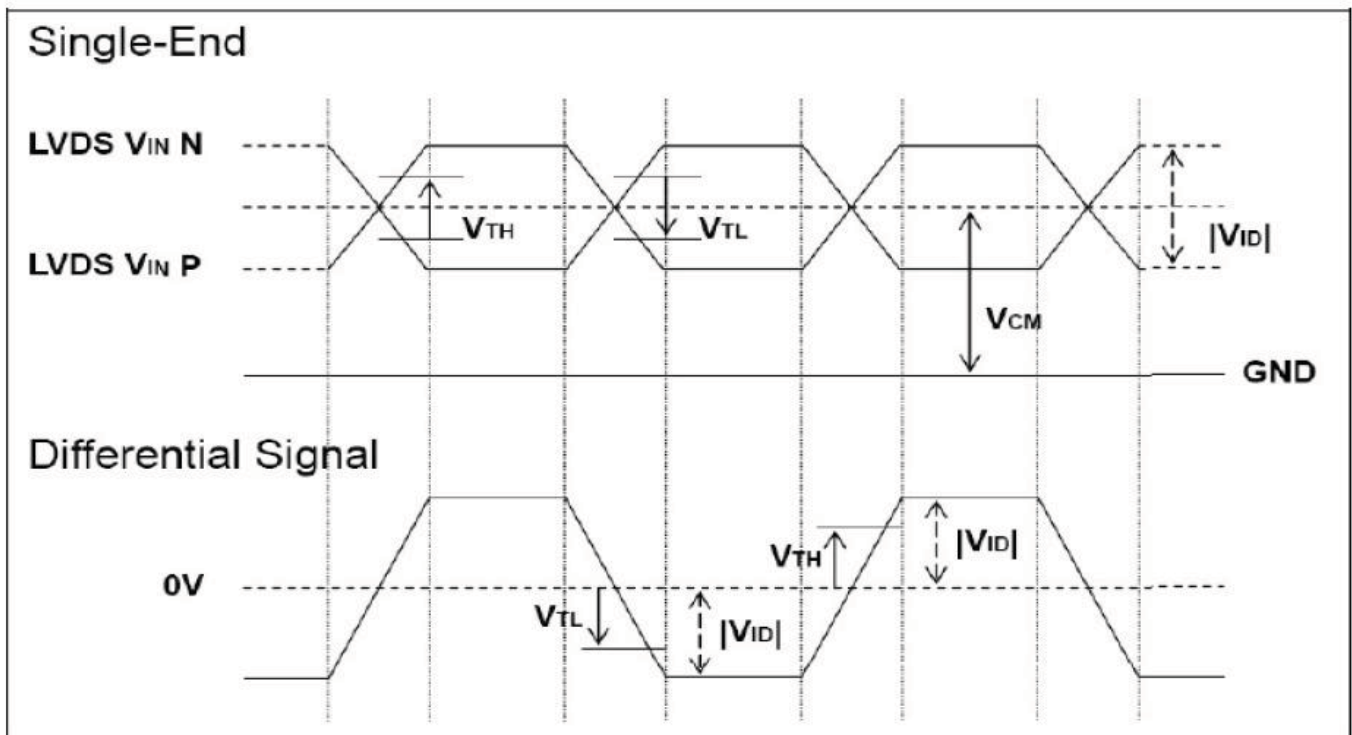 Single-End
LVDS VIN N
VTH
VTL
|VID|
LVDS VIN P
VCM
GND
Differential Signal
VTH
|VID|
0V
VTL
|VID|